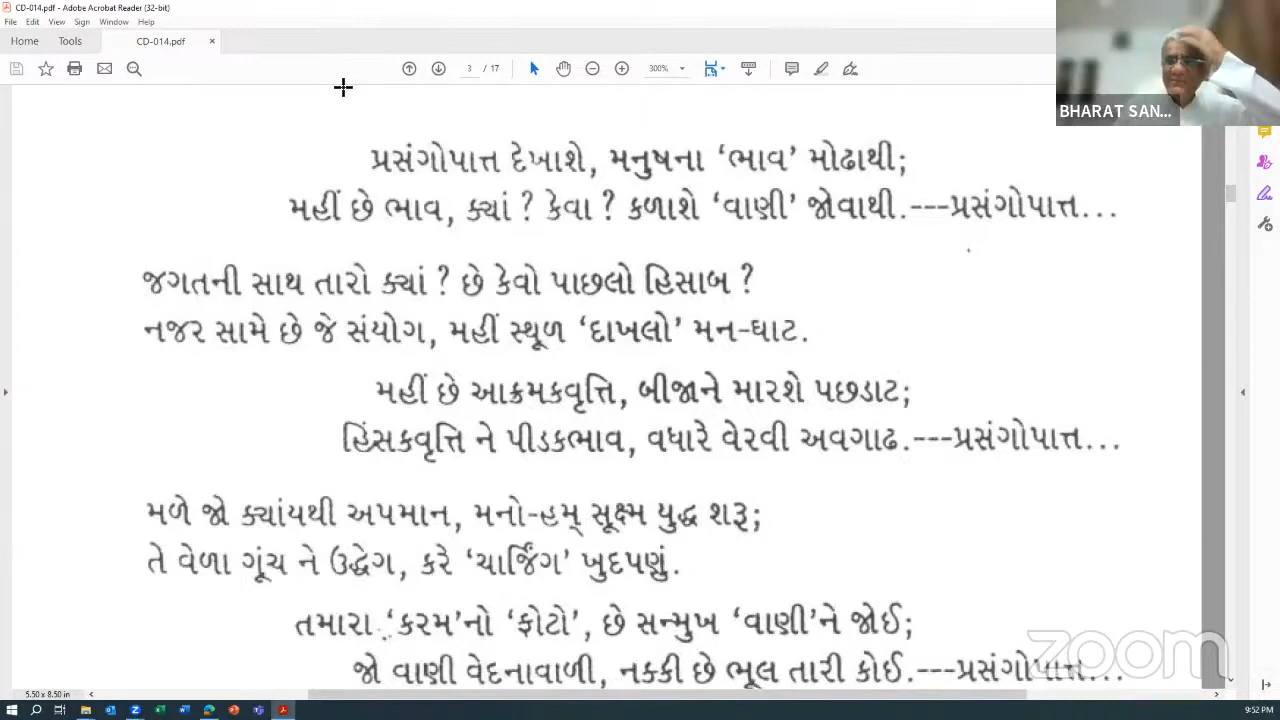 CD-014.pdf - Adobe Acrobat Reader (32-bit)
File Edit View Sign Window Help
Home Tools CD-014.pdf ×
3 / 17 300%
BHARAT SAN...
પ્રસંગોપાત્ત દેખાશે, મનુષના ‘ભાવ’ મોઢાથી;
મહીં છે ભાવ, ક્યાં ? કેવા ? કળાશે ‘વાણી’ જોવાથી.---પ્રસંગોપાત્ત...
જગતની સાથ તારો ક્યાં ? છે કેવો પાછલો હિસાબ ?
નજર સામે છે જે સંયોગ, મહીં સ્થૂળ ‘દાખલો’ મન-ઘાટ.
મહીં છે આક્રમકવૃત્તિ, બીજાને મારશે પછડાટ;
હિંસકવૃત્તિ ને પીડકભાવ, વધારે વેરવી અવગાઢ.---પ્રસંગોપાત્ત...
મળે જો ક્યાંયથી અપમાન, મનો-હમ્ સૂક્ષ્મ યુદ્ધ શરૂ;
તે વેળા ગૂંચ ને ઉદ્વેગ, કરે ‘ચાર્જિંગ’ ખુદપણું.
તમારા ‘કરમ’નો ‘ફોટો’, છે સન્મુખ ‘વાણી’ને જોઈ;
જો વાણી વેદનાવાળી, નક્કી છે ભૂલ તારી કોઈ.---પ્રસંગોપાત્ત...
zoom
5.50 x 8.50 in
9:52 PM